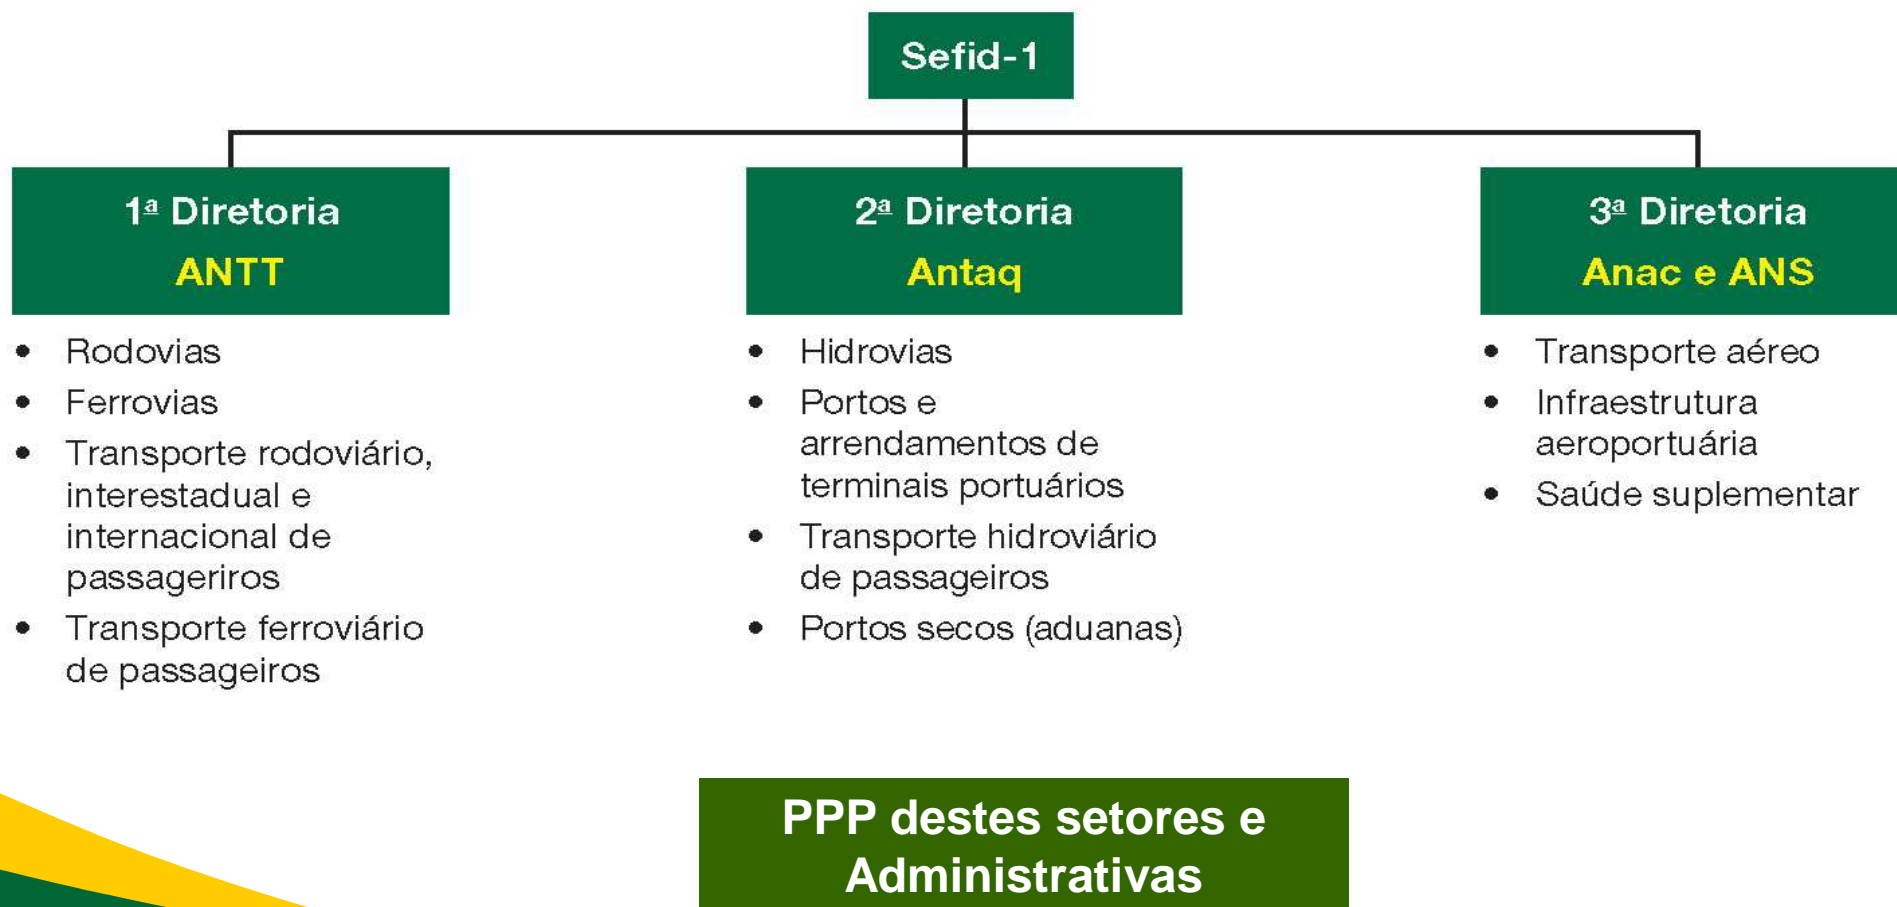 Sefid-1
1ª Diretoria
ANTT
• Rodovias
• Ferrovias
• Transporte rodoviário,
interestadual e
internacional de
passageriros
• Transporte ferroviário
de passageiros
2ª Diretoria
Antaq
• Hidrovias
• Portos e
arrendamentos de
terminais portuários
• Transporte hidroviário
de passageiros
• Portos secos (aduanas)
3ª Diretoria
Anac e ANS
• Transporte aéreo
• Infraestrutura
aeroportuária
• Saúde suplementar
PPP destes setores e
Administrativas